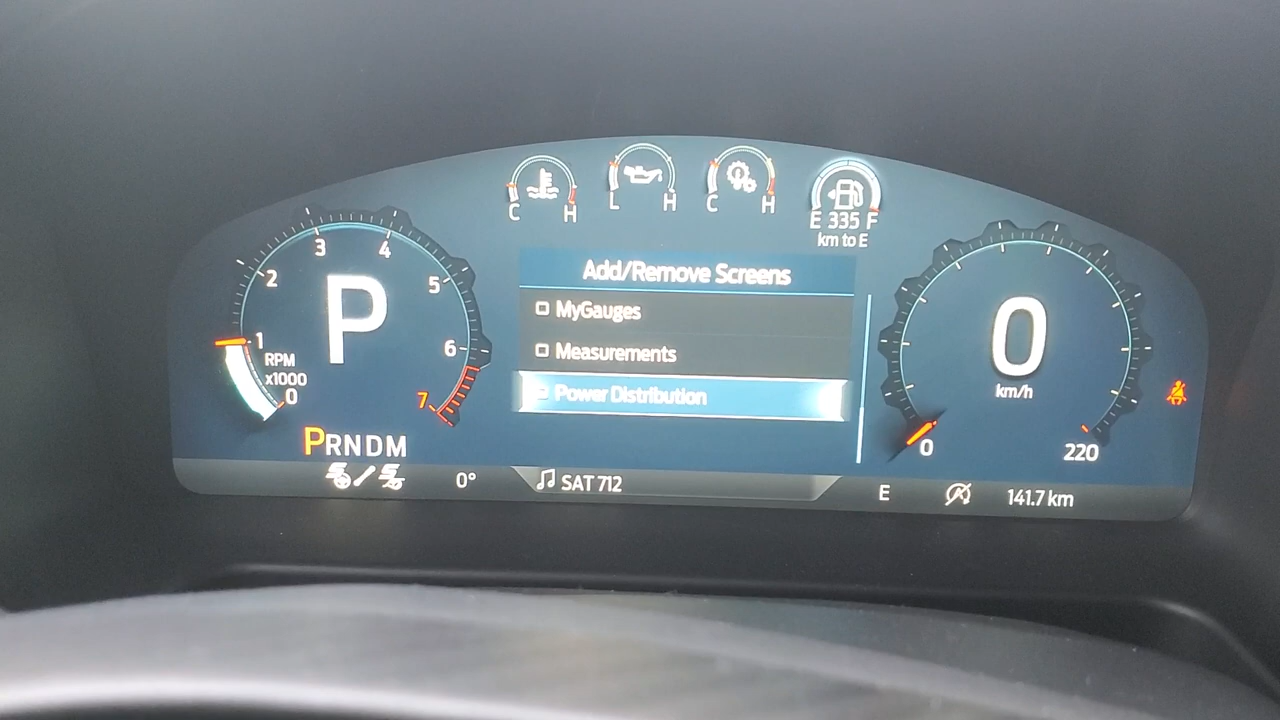 C H
L H
C H
E 335 F
km to E
Add/Remove Screens
MyGauges
Measurements
Power Distribution
0
1
2
3
4
5
6
7
RPM
x1000
P
PRNDM
0
km/h
0
220
0°
SAT 712
E
141.7 km